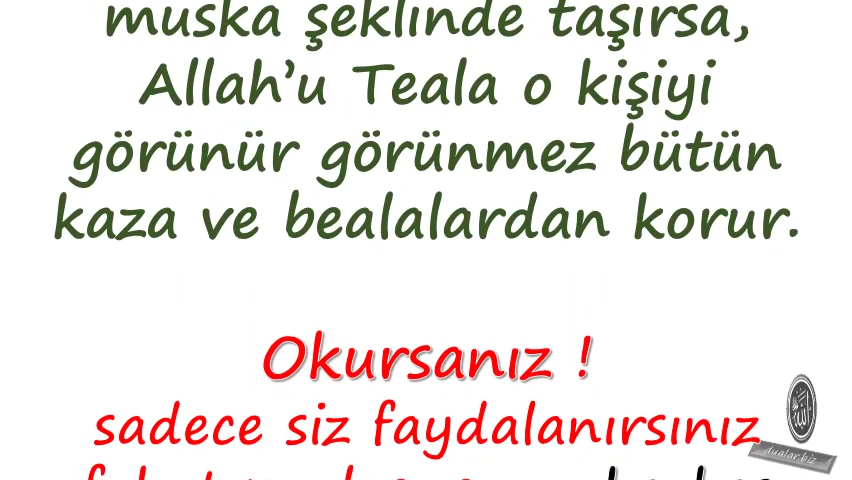 muska şeklinde taşırsa,
Allah’u Teala o kişiyi
görünür görünmez bütün
kaza ve bealalardan korur.
Okursanız !
sadece siz faydalanırsınız
dualar.biz